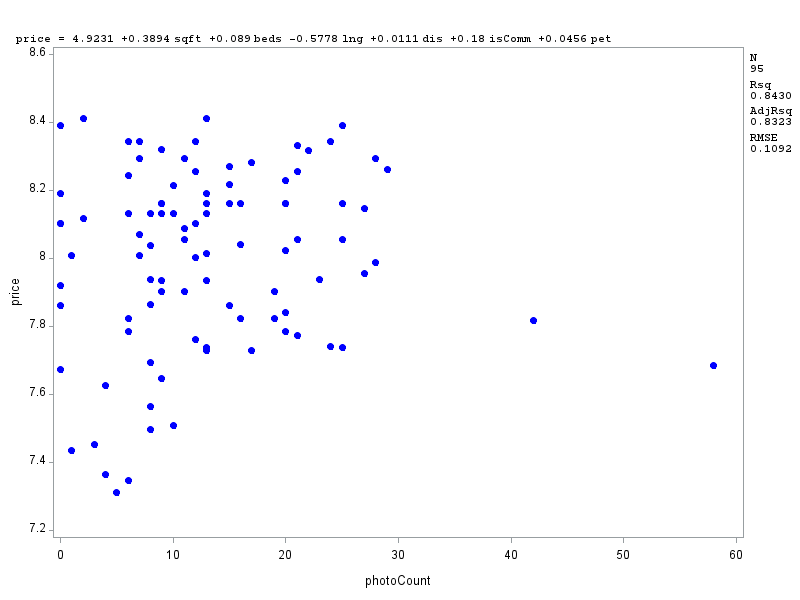 price = 4.9231 +0.3894 sqft +0.089 beds -0.5778 lng +0.0111 dis +0.18 isComm +0.0456 pet
8.6
8.4
8.2
8
7.8
7.6
7.4
7.2
price
0 10 20 30 40 50 60
photoCount
N
95
Rsq
0.8430
AdjRsq
0.8323
RMSE
0.1092